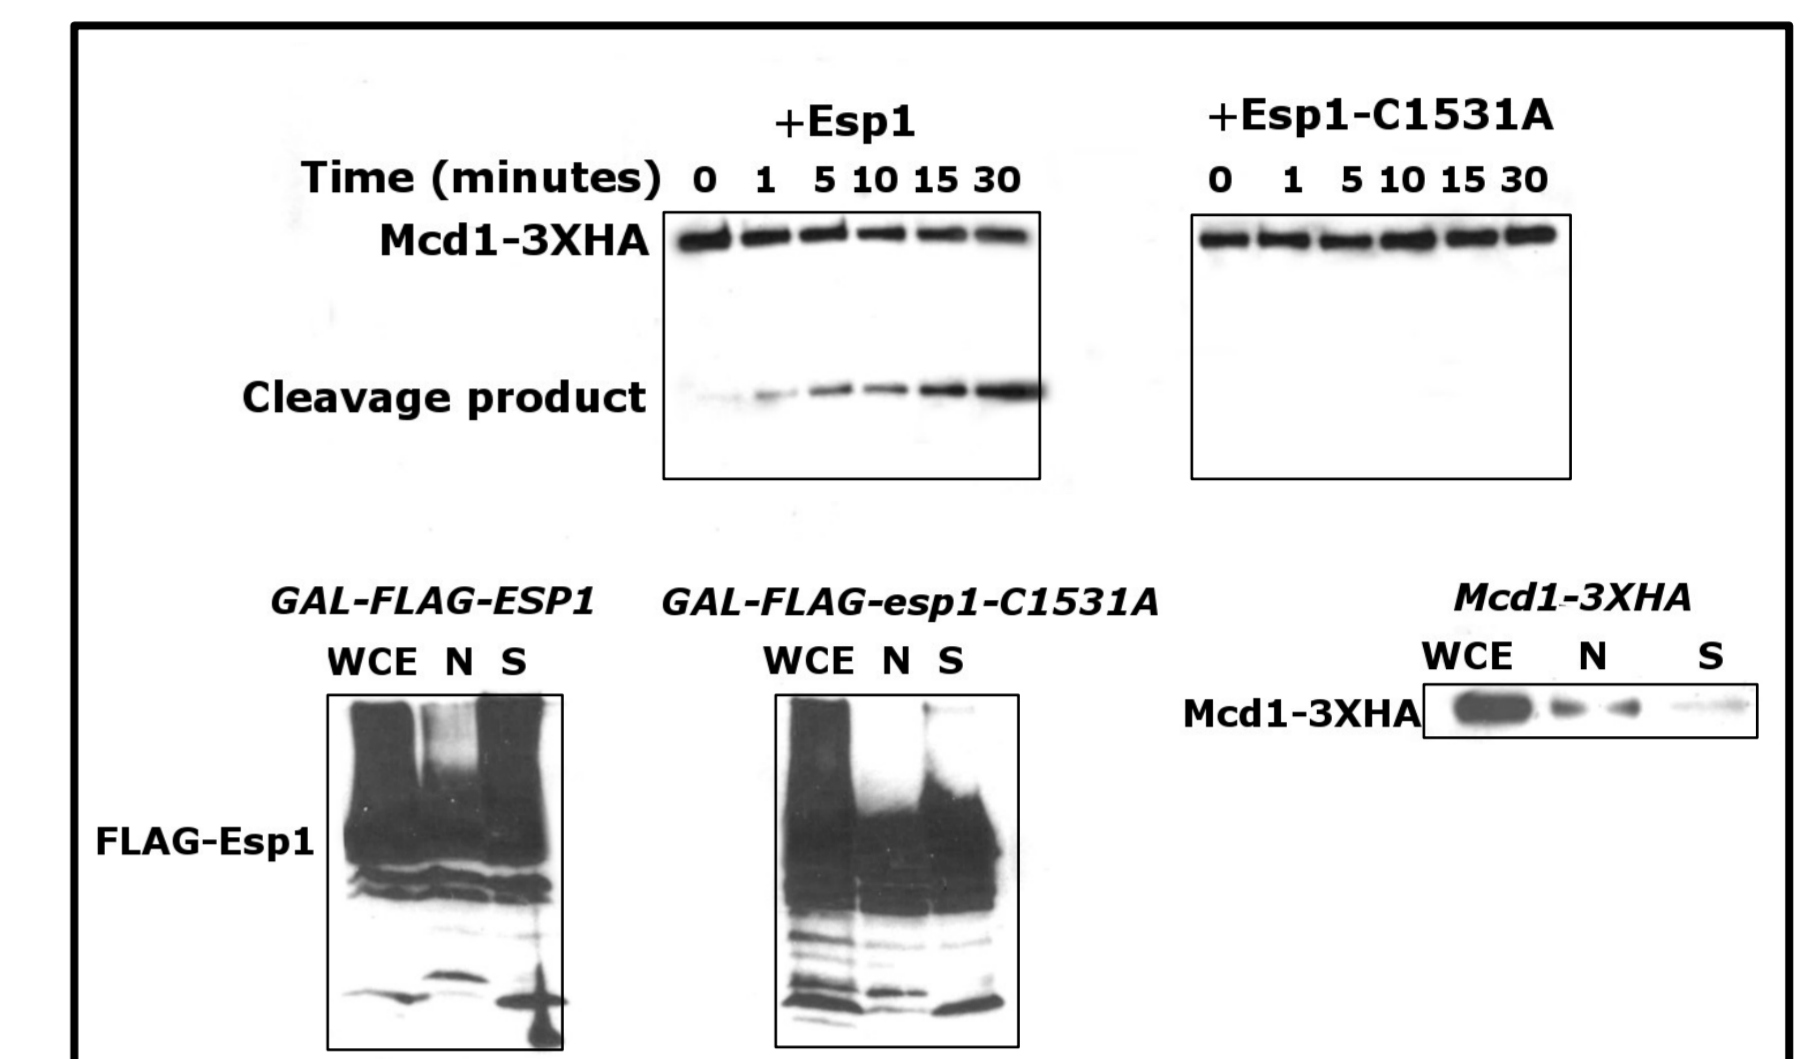 +Esp1
+Esp1-C1531A
Time (minutes) 0 1 5 10 15 30
0 1 5 10 15 30
Mcd1-3XHA
Cleavage product
GAL-FLAG-ESP1
GAL-FLAG-esp1-C1531A
Mcd1-3XHA
WCE N S
WCE N S
WCE N S
Mcd1-3XHA
FLAG-Esp1